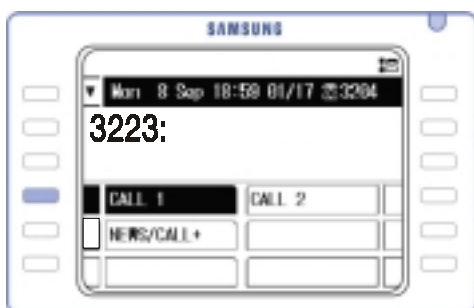 SAMSUNG
Mon 8 Sep 18:59 01/17 ☎3204
3223:
CALL 1 CALL 2
NEWS/CALL+